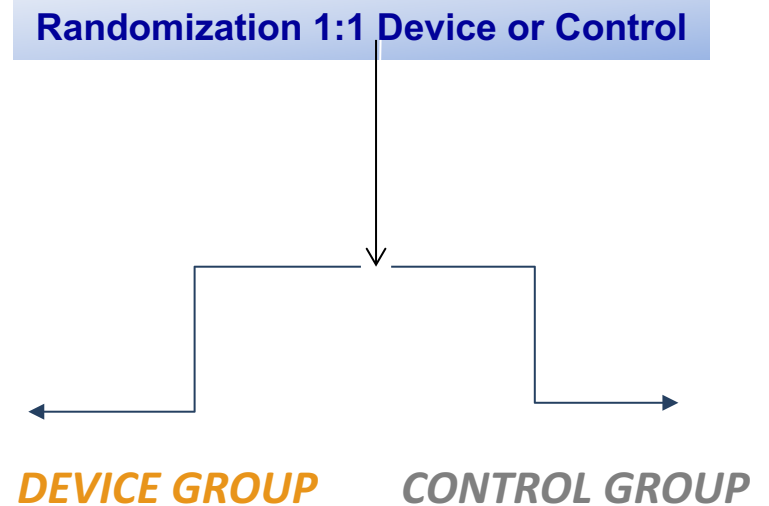 Randomization 1:1 Device or Control
DEVICE GROUP CONTROL GROUP